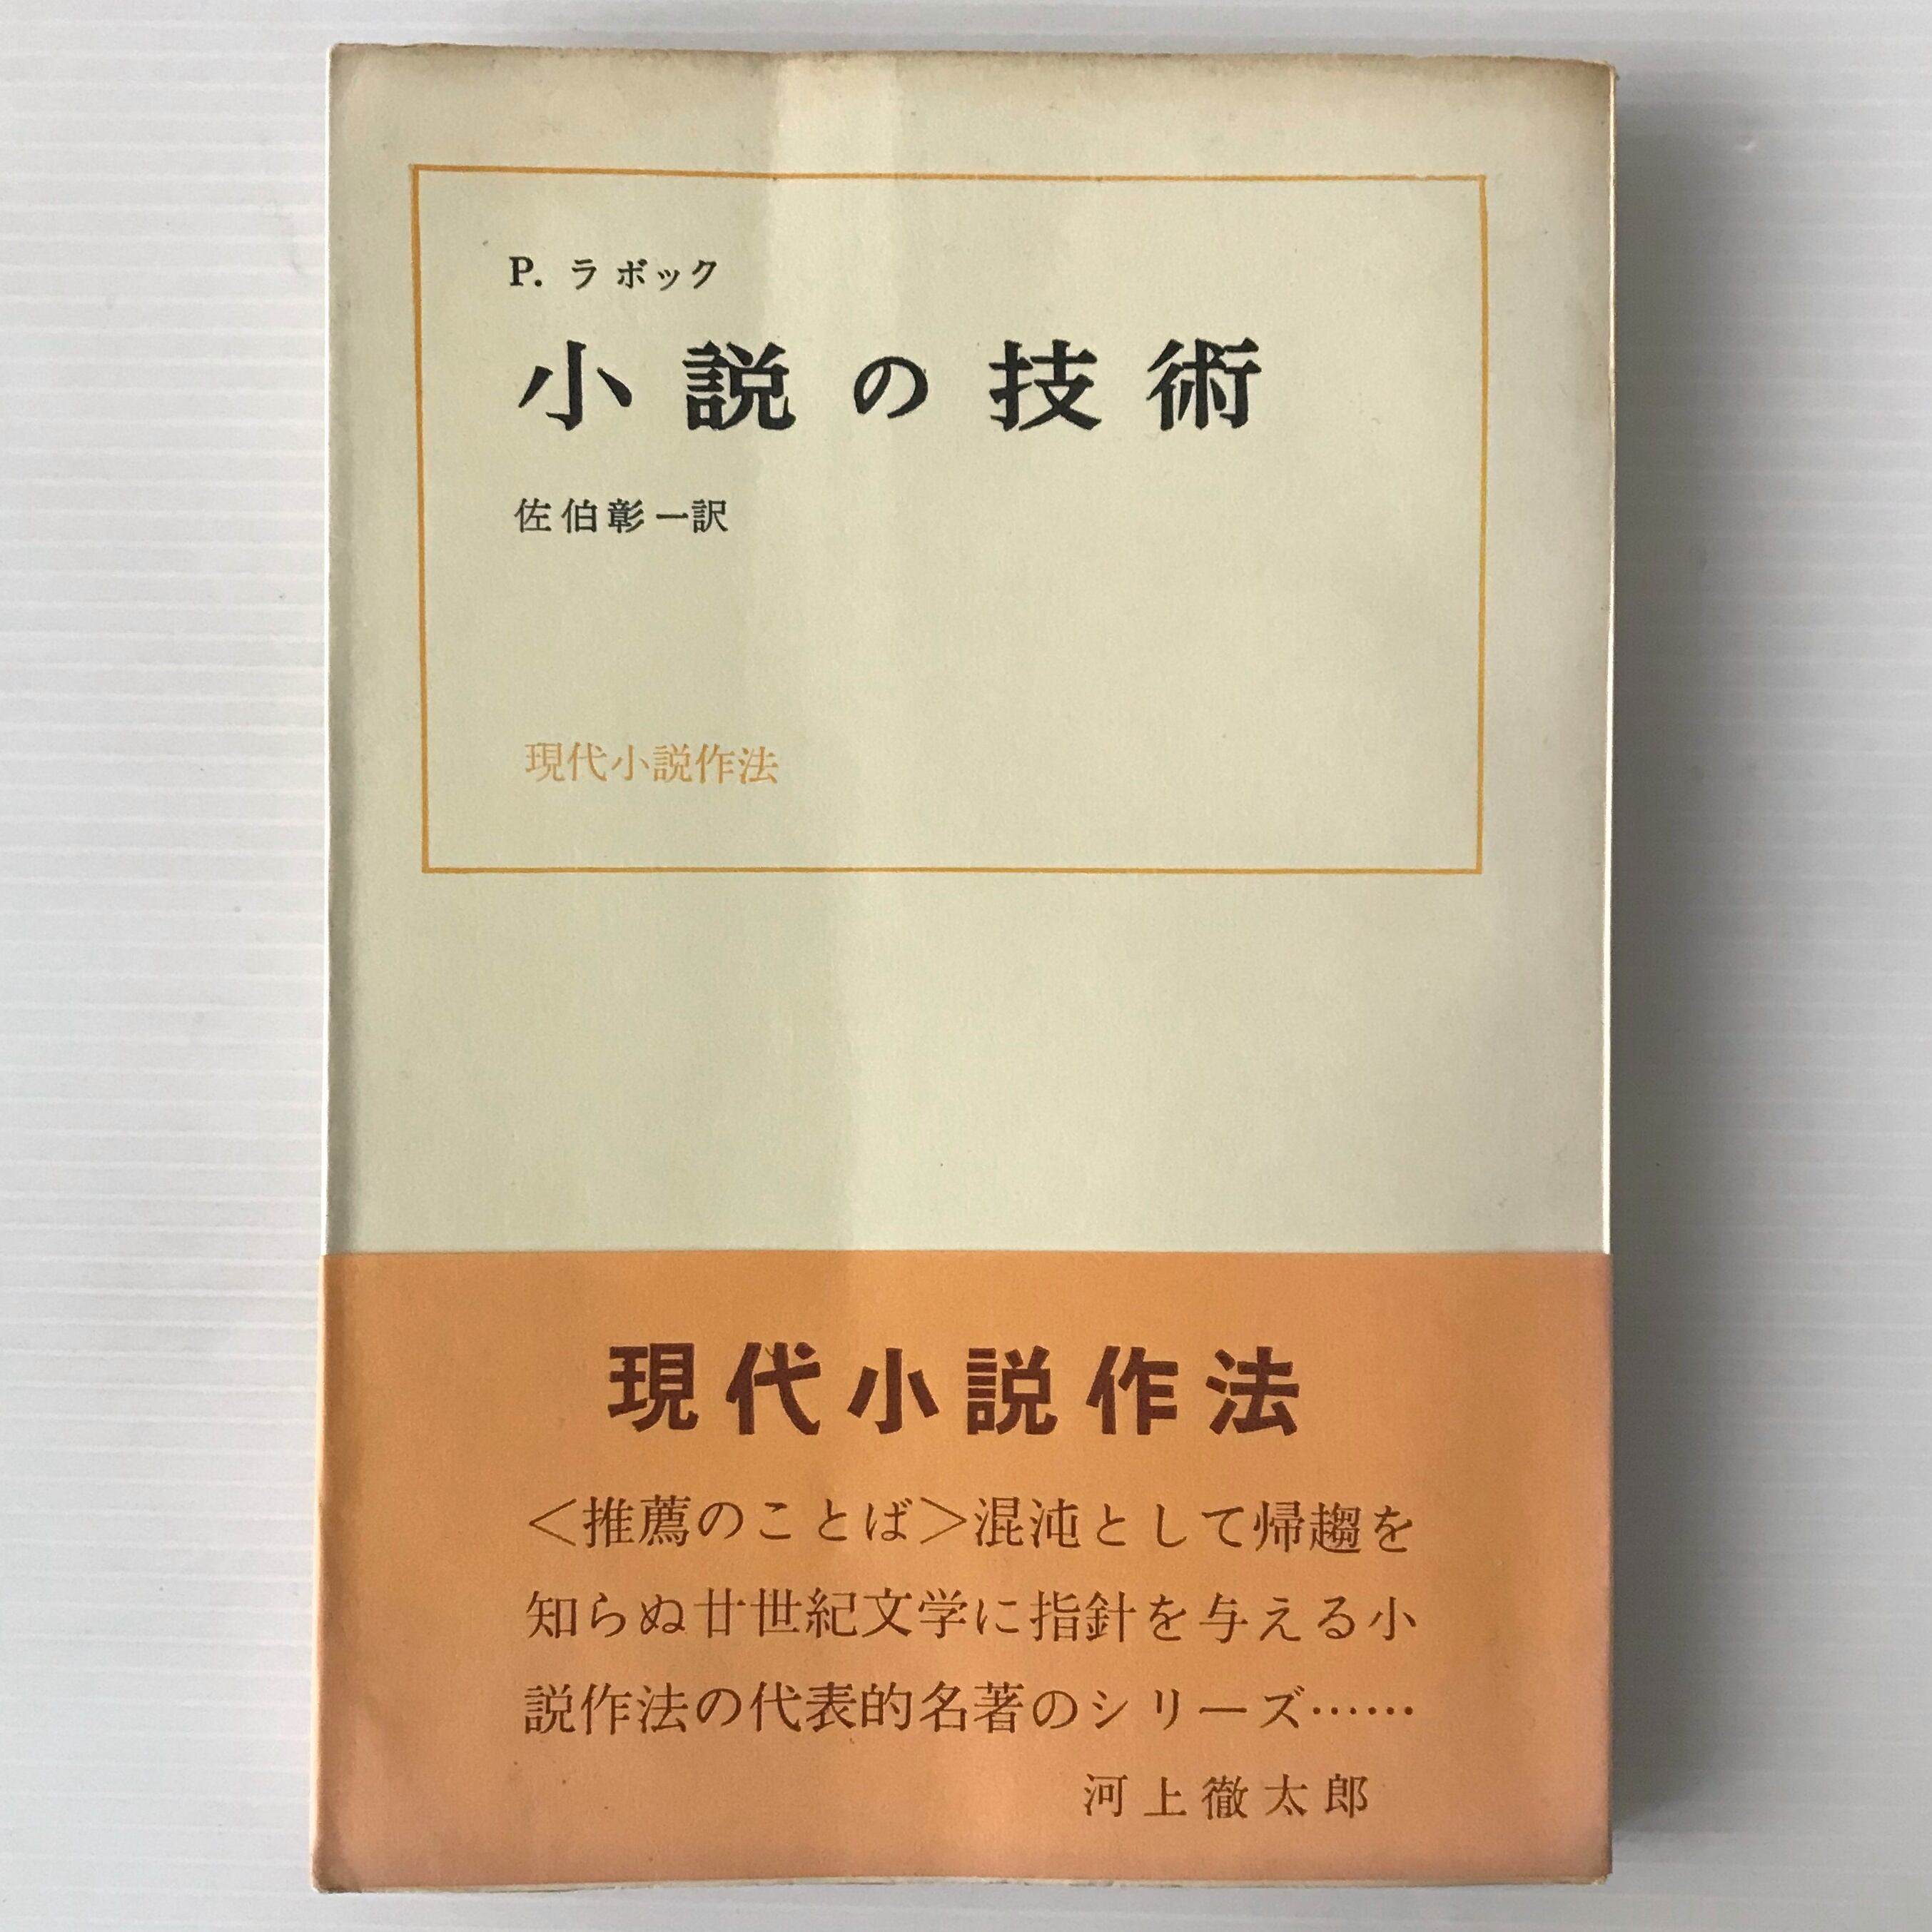 P. ラボック
小説の技術
佐伯彰一訳
現代小説作法
現代小説作法
＜推薦のことば＞混沌として帰趨を
知らぬ廿世紀文学に指針を与える小
説作法の代表的名著のシリーズ……
河上徹太郎